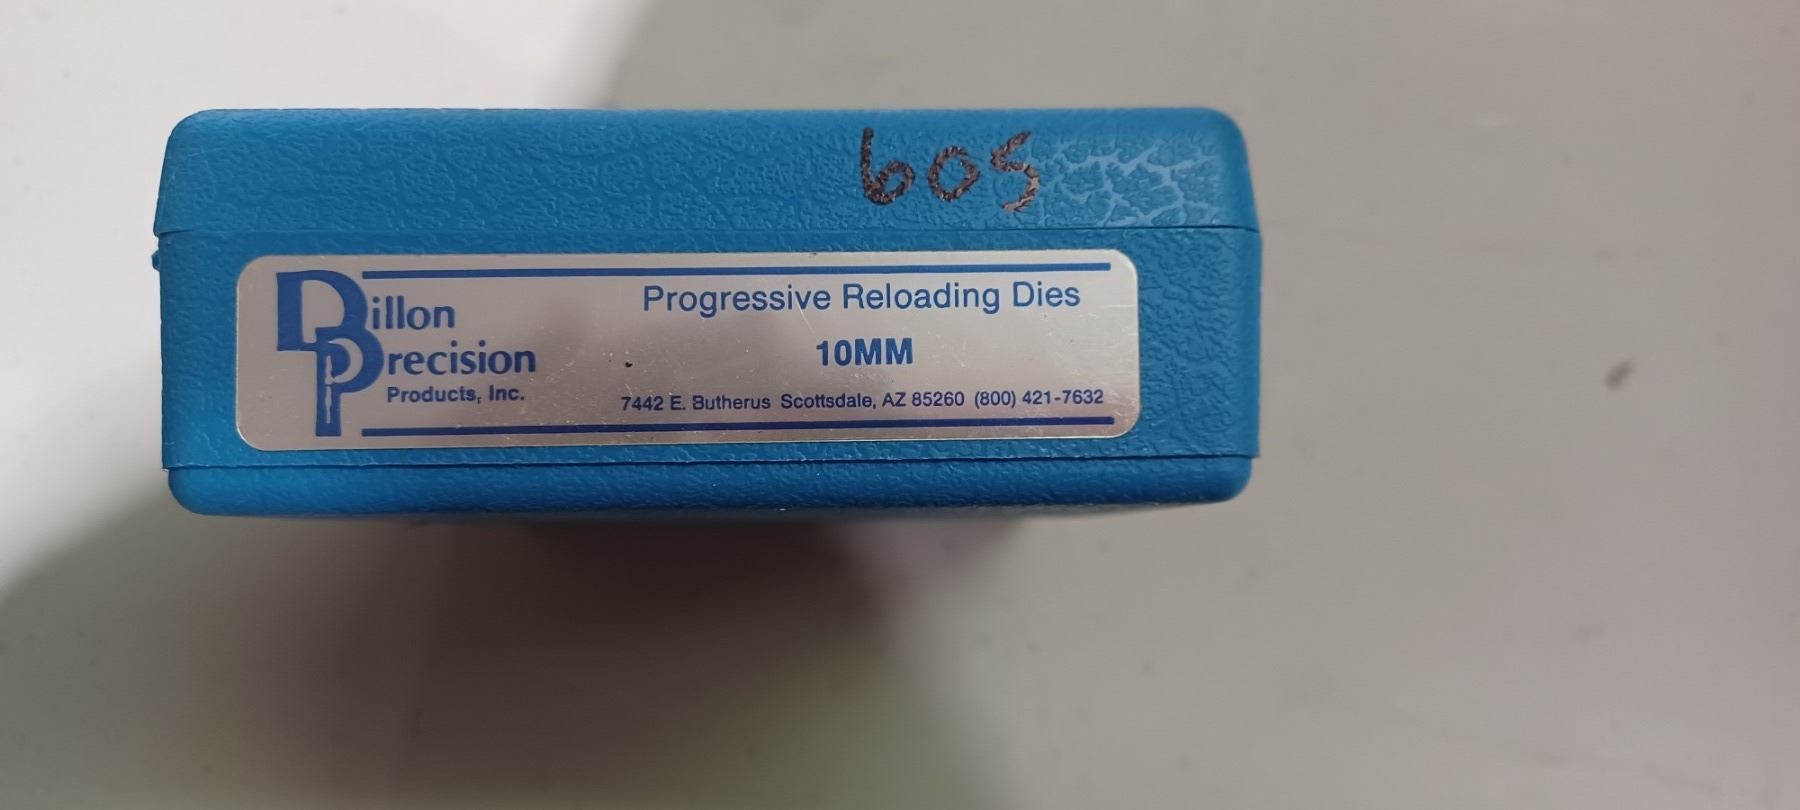 605
Dillon
Precision
Products, Inc.
Progressive Reloading Dies
10MM
7442 E. Butherus Scottsdale, AZ 85260 (800) 421-7632